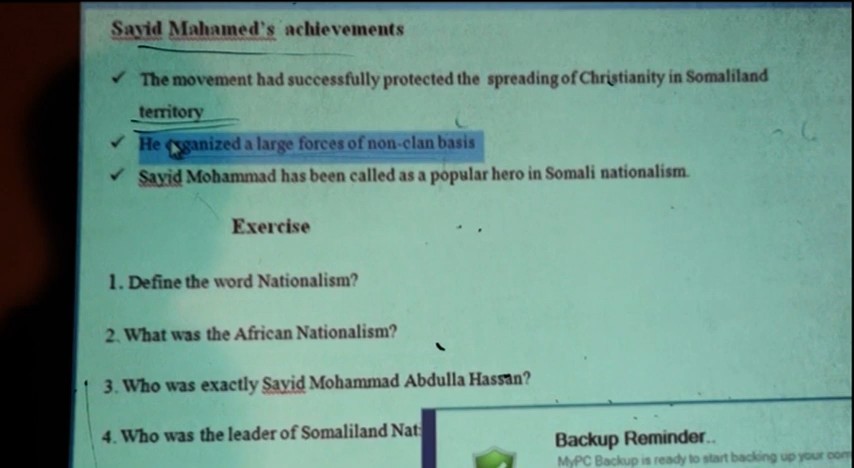 Sayid Mahamed's achievements
✓ The movement had successfully protected the spreading of Christianity in Somaliland
territory
✓ He organized a large forces of non-clan basis
✓ Sayid Mohammad has been called as a popular hero in Somali nationalism.
Exercise
1. Define the word Nationalism?
2. What was the African Nationalism?
3. Who was exactly Sayid Mohammad Abdulla Hassan?
4. Who was the leader of Somaliland Nat
Backup Reminder..
MyPC Backup is ready to start backing up your com